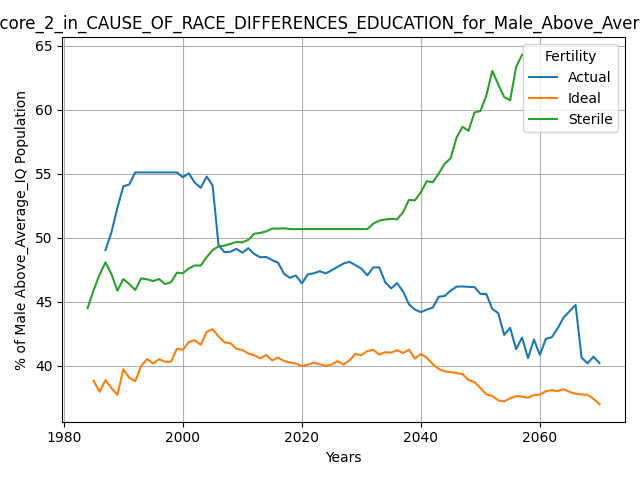 core_2_in_CAUSE_OF_RACE_DIFFERENCES_EDUCATION_for_Male_Above_Aver
65
60
55
50
45
40
% of Male Above_Average_IQ Population
Fertility
Actual
Ideal
Sterile
1980
2000
2020
2040
2060
Years